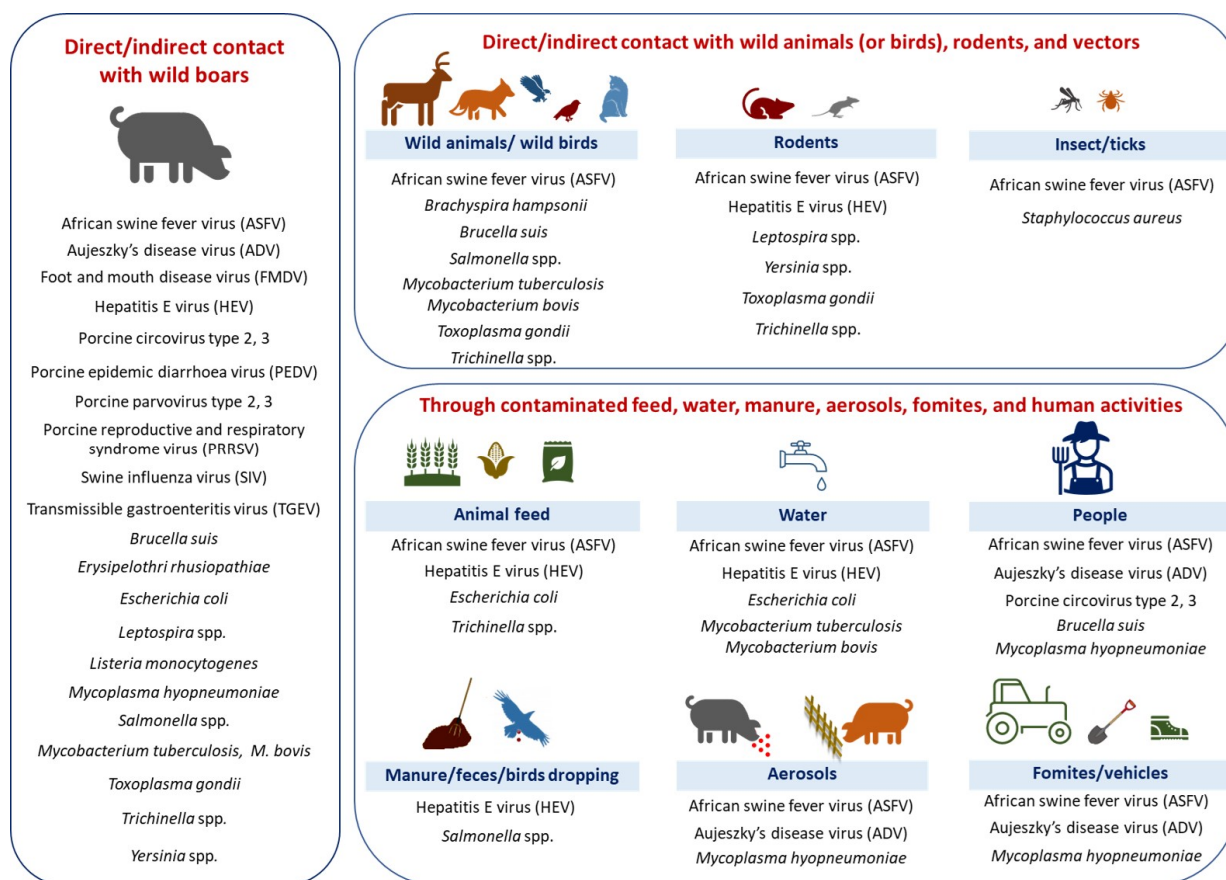 Direct/indirect contact
with wild boars
African swine fever virus (ASFV)
Aujeszky's disease virus (ADV)
Foot and mouth disease virus (FMDV)
Hepatitis E virus (HEV)
Porcine circovirus type 2, 3
Porcine epidemic diarrhoea virus (PEDV)
Porcine parvovirus type 2, 3
Porcine reproductive and respiratory
syndrome virus (PRRSV)
Swine influenza virus (SIV)
Transmissible gastroenteritis virus (TGEV)
Brucella suis
Erysipelothri rhusiopathiae
Escherichia coli
Leptospira spp.
Listeria monocytogenes
Mycoplasma hyopneumoniae
Salmonella spp.
Mycobacterium tuberculosis, M. bovis
Toxoplasma gondii
Trichinella spp.
Yersinia spp.
Direct/indirect contact with wild animals (or birds), rodents, and vectors
Wild animals/ wild birds
African swine fever virus (ASFV)
Brachyspira hampsonii
Brucella suis
Salmonella spp.
Mycobacterium tuberculosis
Mycobacterium bovis
Toxoplasma gondii
Trichinella spp.
Rodents
African swine fever virus (ASFV)
Hepatitis E virus (HEV)
Leptospira spp.
Yersinia spp.
Toxoplasma gondii
Trichinella spp.
Insect/ticks
African swine fever virus (ASFV)
Staphylococcus aureus
Through contaminated feed, water, manure, aerosols, fomites, and human activities
Animal feed
African swine fever virus (ASFV)
Hepatitis E virus (HEV)
Escherichia coli
Trichinella spp.
Water
African swine fever virus (ASFV)
Hepatitis E virus (HEV)
Escherichia coli
Mycobacterium tuberculosis
Mycobacterium bovis
People
African swine fever virus (ASFV)
Aujeszky's disease virus (ADV)
Porcine circovirus type 2, 3
Brucella suis
Mycoplasma hyopneumoniae
Manure/feces/birds dropping
Hepatitis E virus (HEV)
Salmonella spp.
Aerosols
African swine fever virus (ASFV)
Aujeszky's disease virus (ADV)
Mycoplasma hyopneumoniae
Fomites/vehicles
African swine fever virus (ASFV)
Aujeszky's disease virus (ADV)
Mycoplasma hyopneumoniae